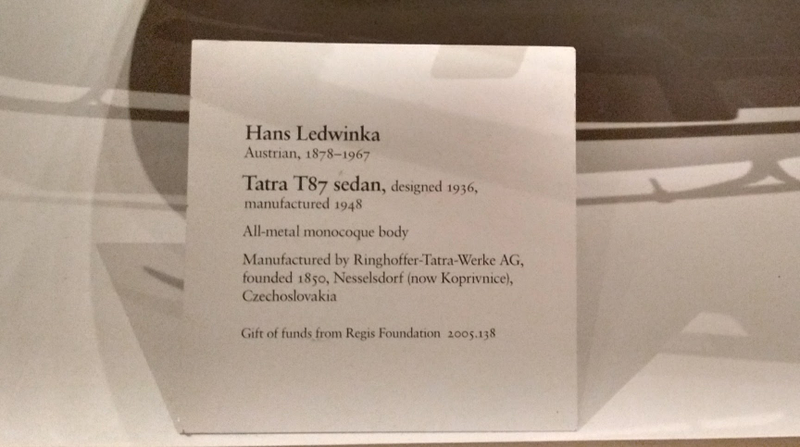 Hans Ledwinka
Austrian, 1878–1967
Tatra T87 sedan, designed 1936,
manufactured 1948
All-metal monocoque body
Manufactured by Ringhoffer-Tatra-Werke AG,
founded 1850, Nesselsdorf (now Koprivnice),
Czechoslovakia
Gift of funds from Regis Foundation 2005.138